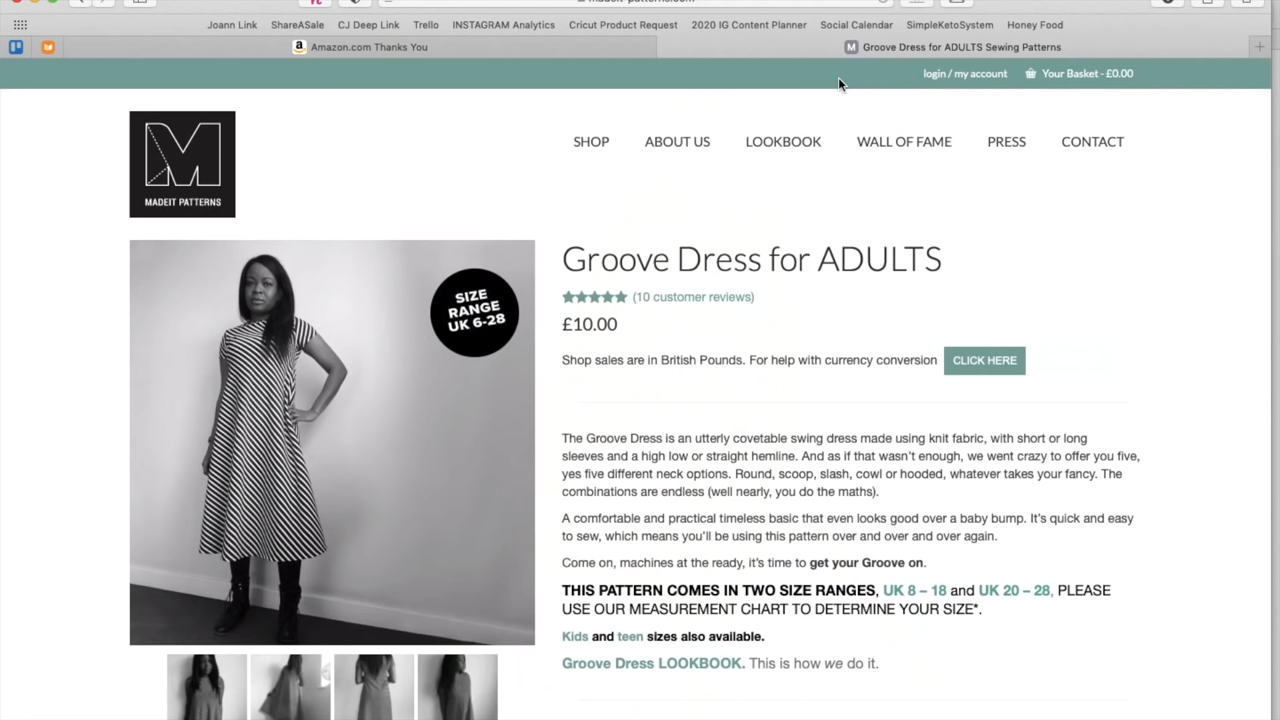 madeit-patterns.com
Joann Link ShareASale CJ Deep Link Trello INSTAGRAM Analytics Cricut Product Request 2020 IG Content Planner Social Calendar SimpleKetoSystem Honey Food
Amazon.com Thanks You
M Groove Dress for ADULTS Sewing Patterns
login / my account Your Basket - £0.00
M
MADEIT PATTERNS
SHOP ABOUT US LOOKBOOK WALL OF FAME PRESS CONTACT
SIZE
RANGE
UK 6-28
Groove Dress for ADULTS
(10 customer reviews)
£10.00
Shop sales are in British Pounds. For help with currency conversion CLICK HERE
The Groove Dress is an utterly covetable swing dress made using knit fabric, with short or long
sleeves and a high low or straight hemline. And as if that wasn't enough, we went crazy to offer you five,
yes five different neck options. Round, scoop, slash, cowl or hooded, whatever takes your fancy. The
combinations are endless (well nearly, you do the maths).
A comfortable and practical timeless basic that even looks good over a baby bump. It's quick and easy
to sew, which means you'll be using this pattern over and over and over again.
Come on, machines at the ready, it's time to get your Groove on.
THIS PATTERN COMES IN TWO SIZE RANGES, UK 8 – 18 and UK 20 – 28, PLEASE
USE OUR MEASUREMENT CHART TO DETERMINE YOUR SIZE*.
Kids and teen sizes also available.
Groove Dress LOOKBOOK. This is how we do it.